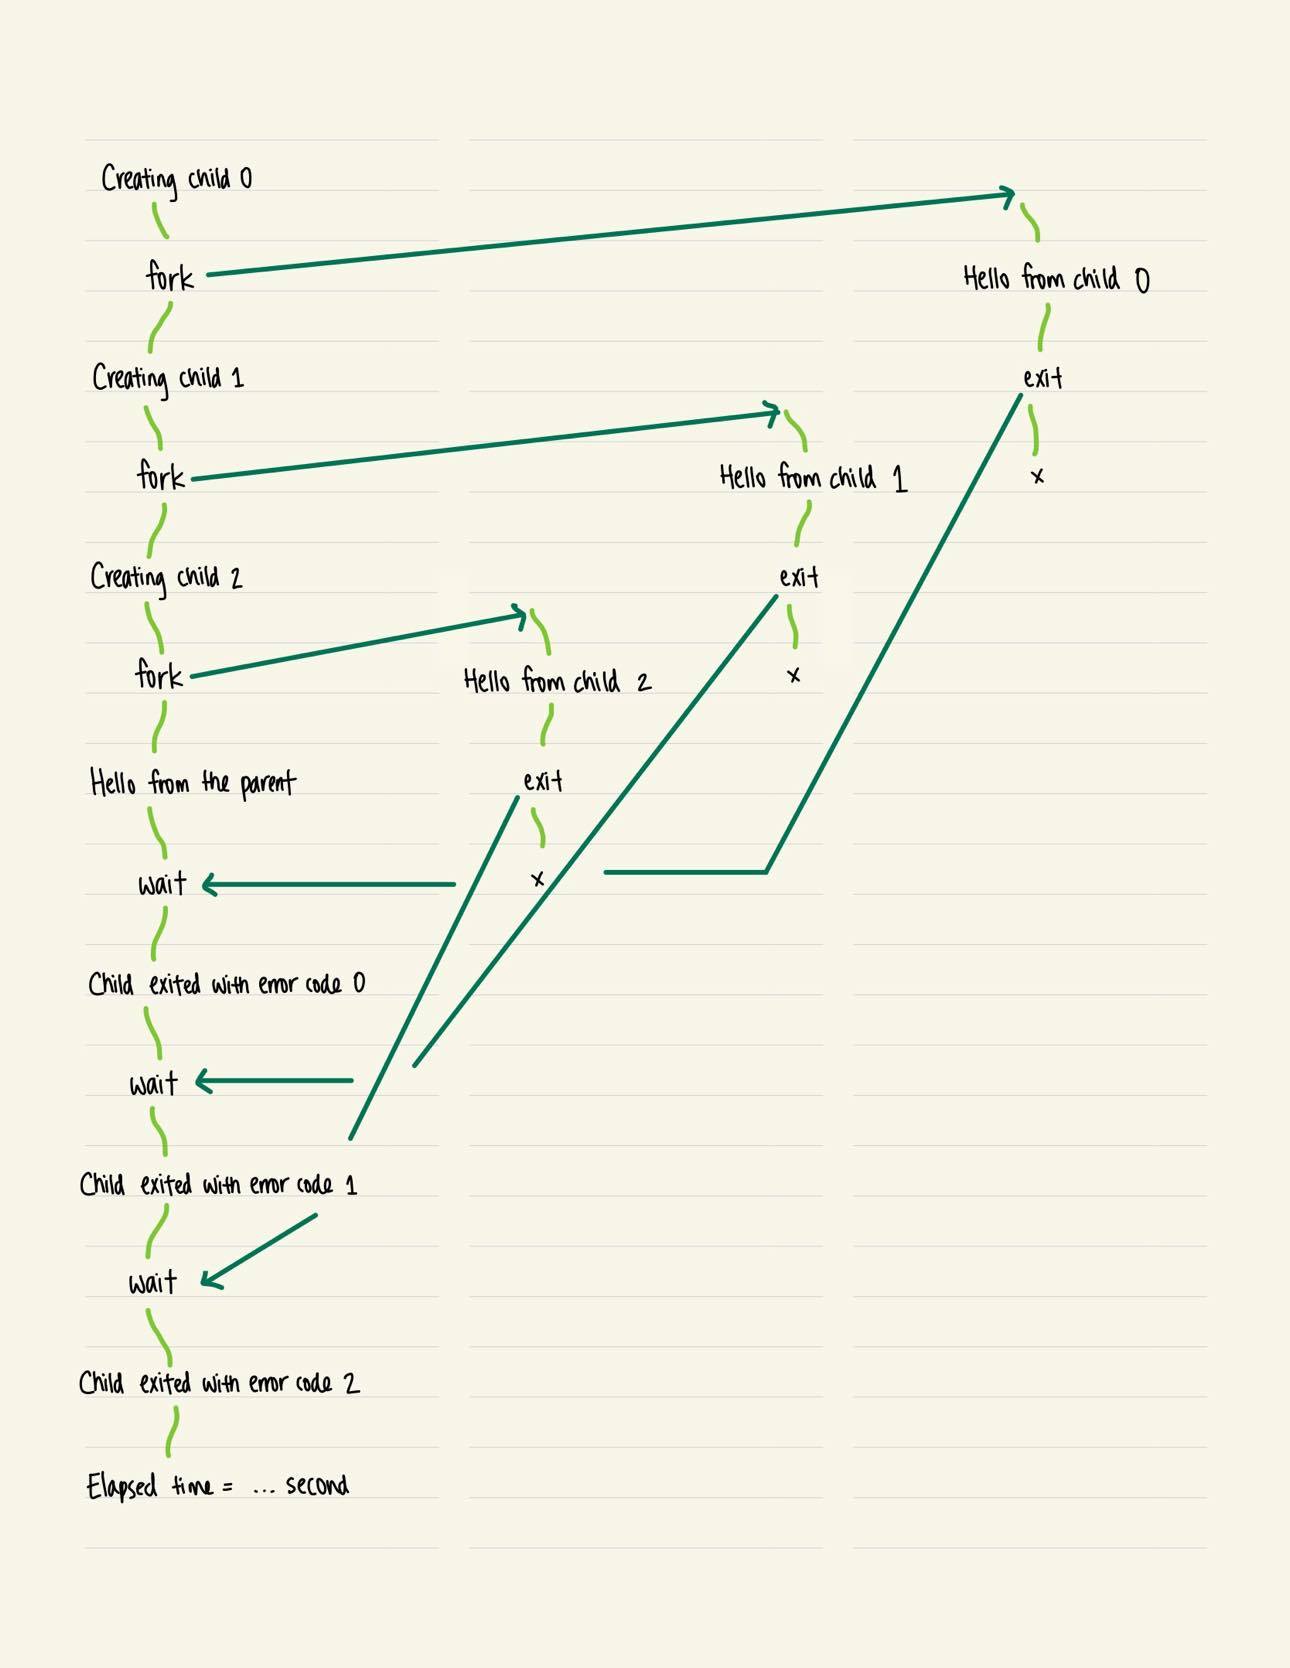 Creating child 0
fork
Hello from child 0
Creating child 1
exit
fork
Hello from child 1
x
Creating child 2
exit
fork
Hello from child 2
x
Hello from the parent
exit
wait
x
Child exited with error code 0
wait
Child exited with error code 1
wait
Child exited with error code 2
Elapsed time = ... second